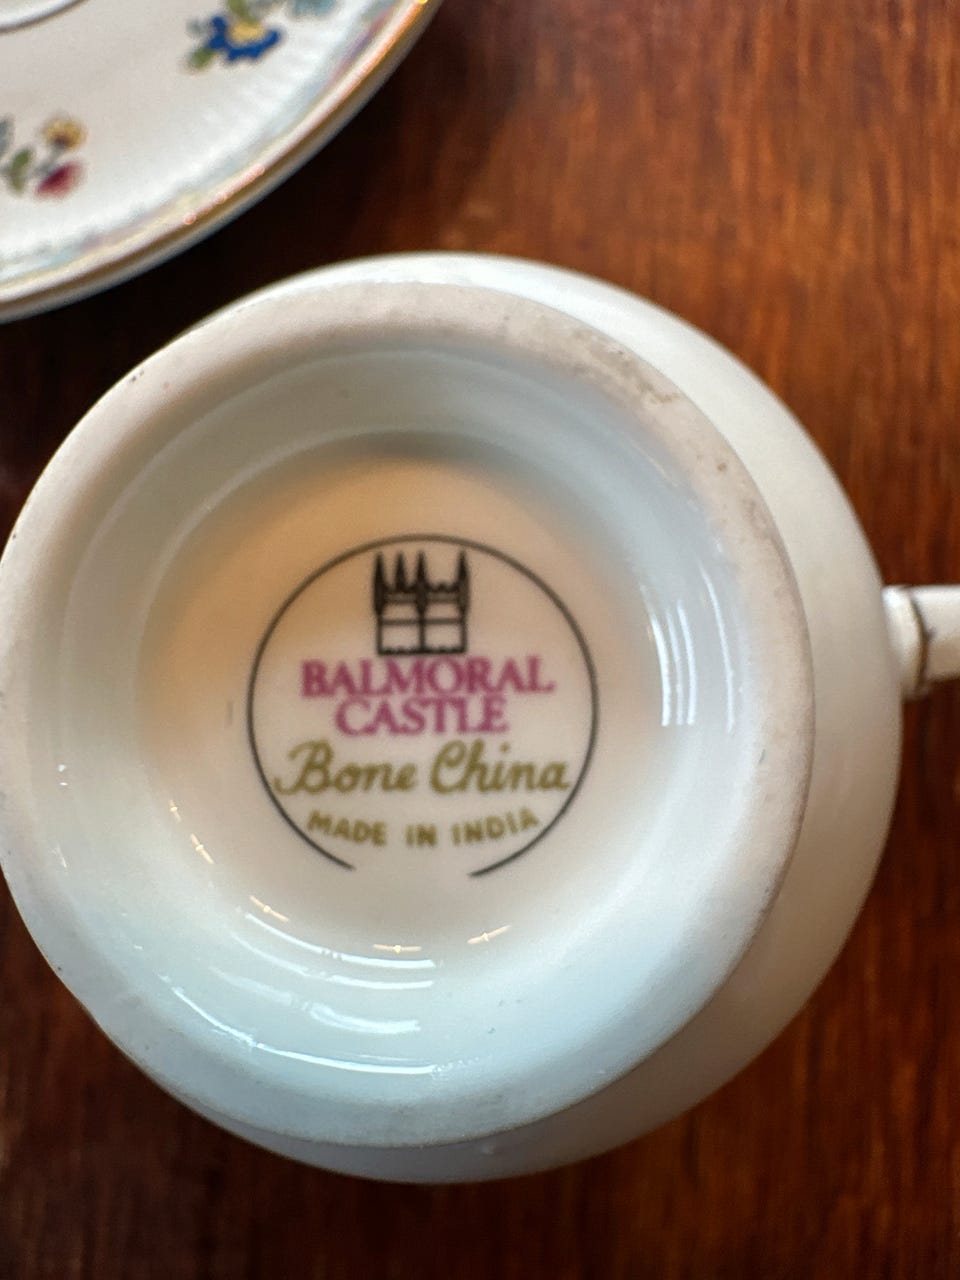 BALMORAL
CASTLE
Bone China
MADE IN INDIA